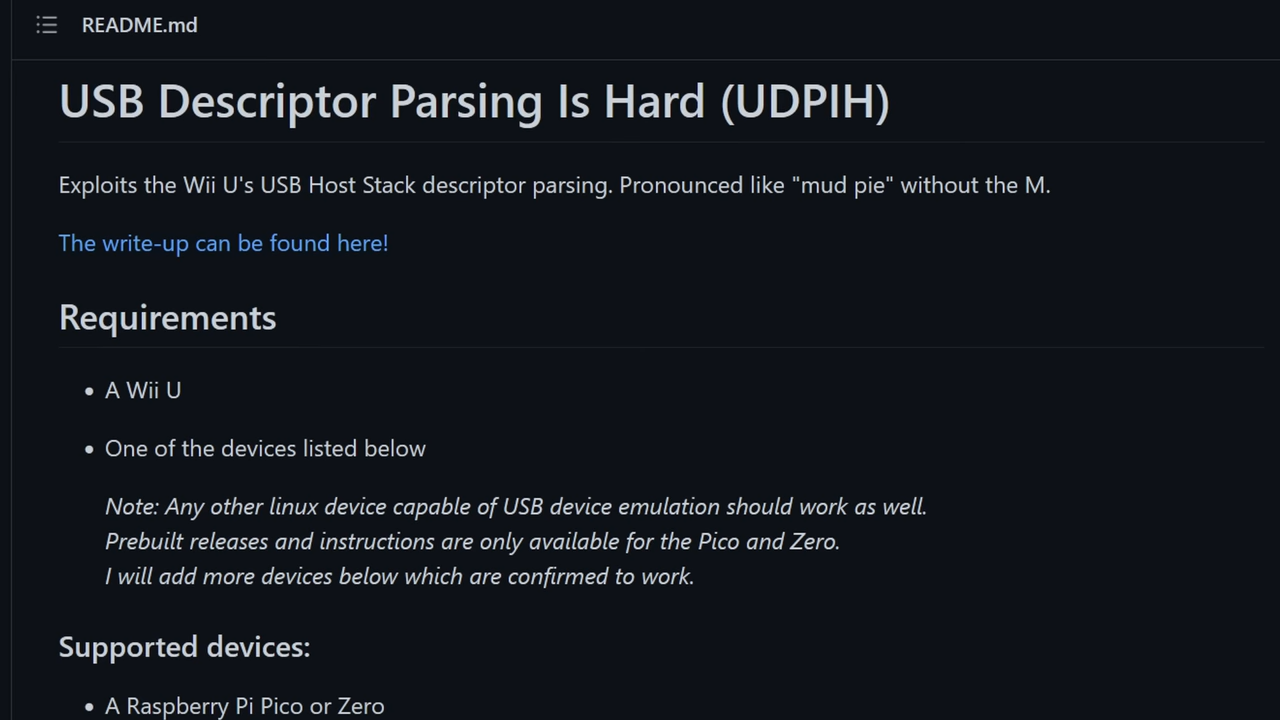 README.md
USB Descriptor Parsing Is Hard (UDPIH)
Exploits the Wii U's USB Host Stack descriptor parsing. Pronounced like "mud pie" without the M.
The write-up can be found here!
Requirements
• A Wii U
• One of the devices listed below
Note: Any other linux device capable of USB device emulation should work as well.
Prebuilt releases and instructions are only available for the Pico and Zero.
I will add more devices below which are confirmed to work.
Supported devices:
• A Raspberry Pi Pico or Zero